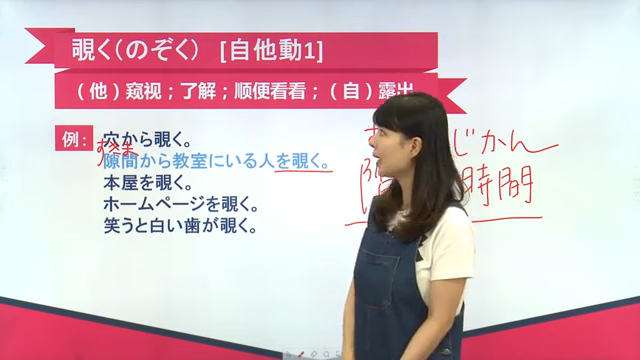 覗く（のぞく） [自他動1]
（他）窥视；了解；顺便看看；（自）露出
例： 穴から覗く。
すきま
隙間から教室にいる人を覗く。
本屋を覗く。
ホームページを覗く。
笑うと白い歯が覗く。
じかん
時間